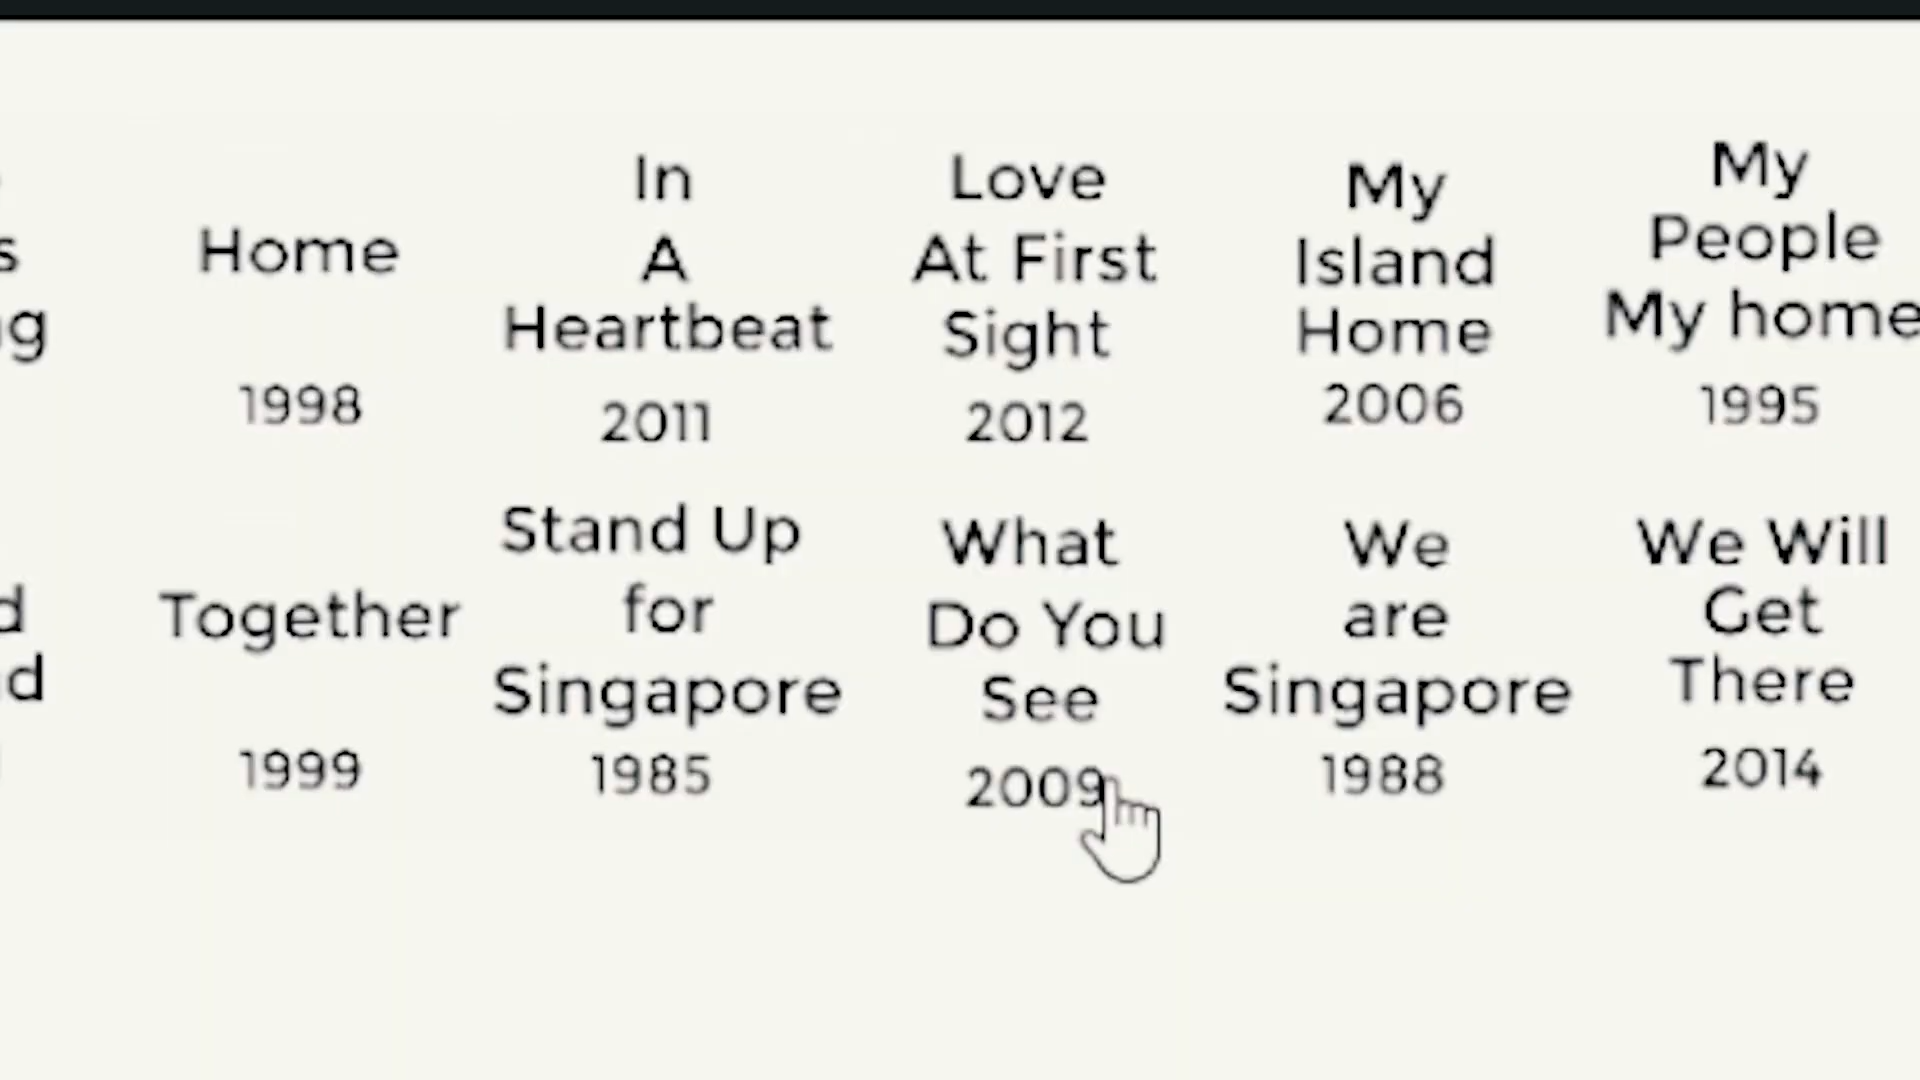 Home
1998
In
A
Heartbeat
2011
Love
At First
Sight
2012
My
Island
Home
2006
My
People
My home
1995
Together
1999
Stand Up
for
Singapore
1985
What
Do You
See
2009
We
are
Singapore
1988
We Will
Get
There
2014